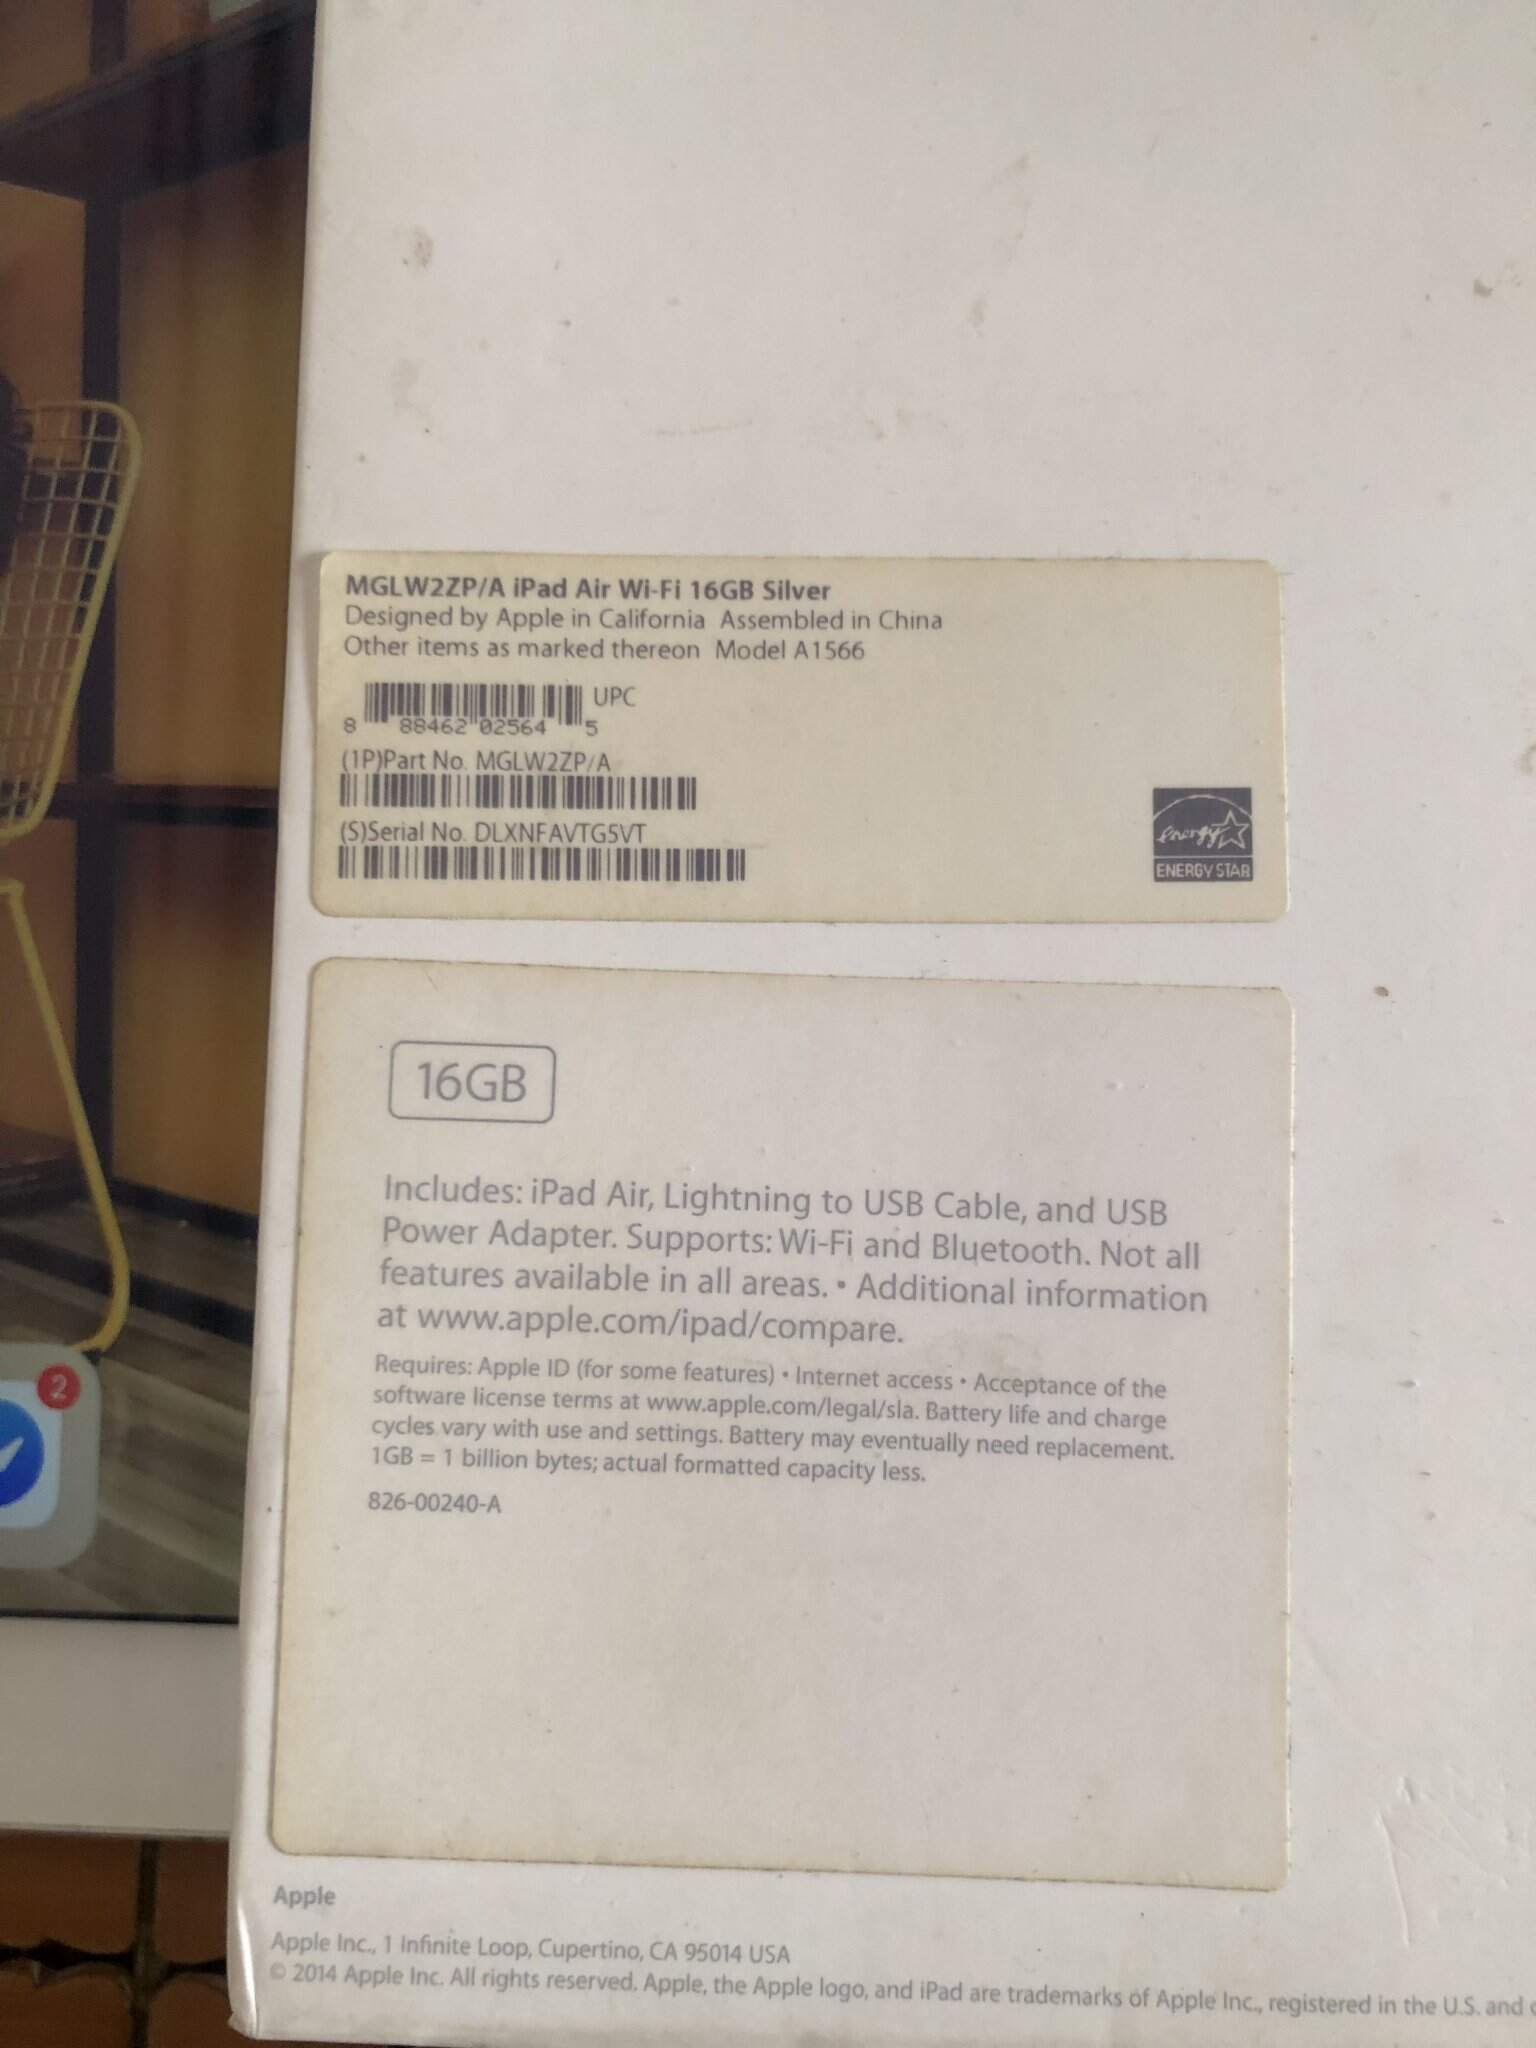 MGLW2ZP/A iPad Air Wi-Fi 16GB Silver
Designed by Apple in California Assembled in China
Other items as marked thereon Model A1566
UPC
8 88462 02564 5
(1P)Part No. MGLW2ZP/A
(S)Serial No. DLXNFAVTG5VT
energy
ENERGY STAR
16GB
Includes: iPad Air, Lightning to USB Cable, and USB
Power Adapter. Supports: Wi-Fi and Bluetooth. Not all
features available in all areas. • Additional information
at www.apple.com/ipad/compare.
Requires: Apple ID (for some features) • Internet access • Acceptance of the
software license terms at www.apple.com/legal/sla. Battery life and charge
cycles vary with use and settings. Battery may eventually need replacement.
1GB = 1 billion bytes; actual formatted capacity less.
826-00240-A
2
Apple
Apple Inc., 1 Infinite Loop, Cupertino, CA 95014 USA
© 2014 Apple Inc. All rights reserved. Apple, the Apple logo, and iPad are trademarks of Apple Inc., registered in the U.S. and